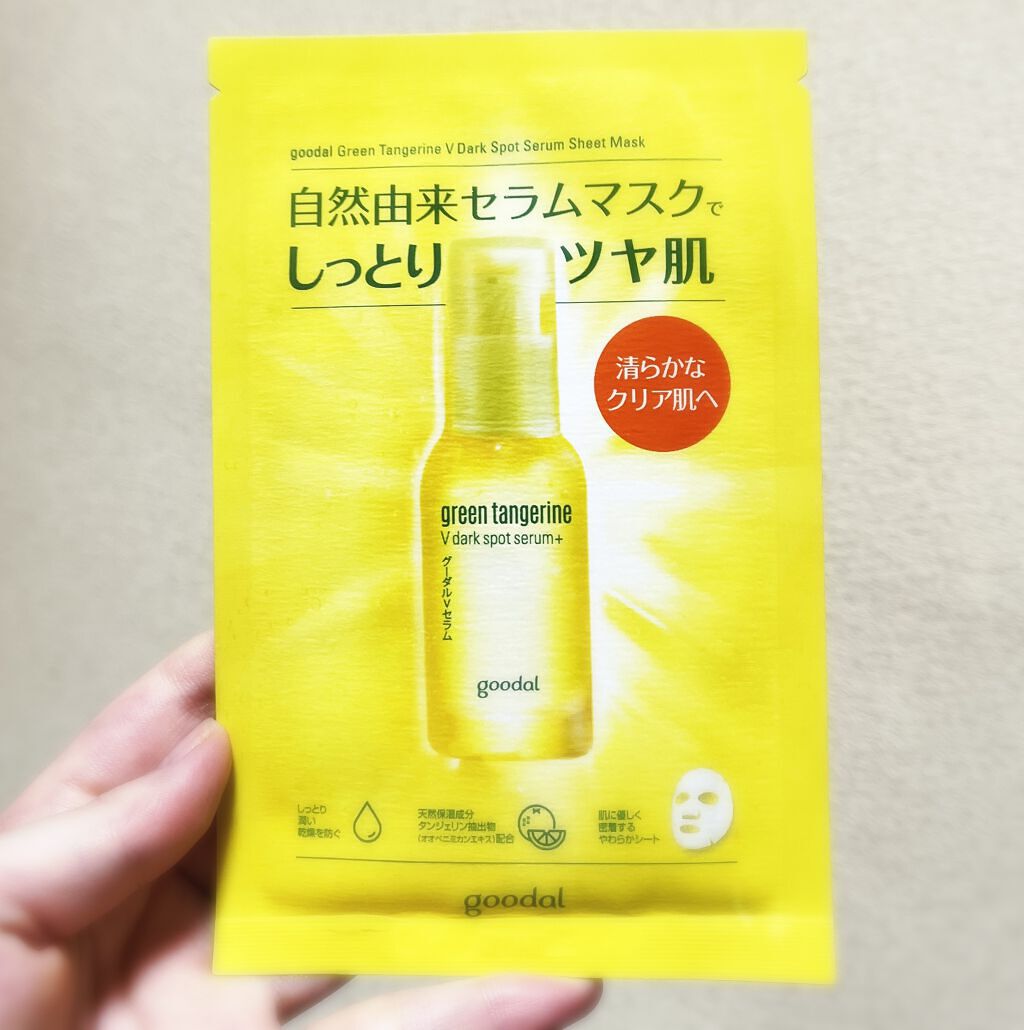 goodal Green Tangerine V Dark Spot Serum Sheet Mask
自然由来セラムマスクで
しっとり ツヤ肌
清らかな
クリア肌へ
green tangerine
V dark spot serum+
グーダルVセラム
goodal
しっとり
潤い
乾燥を防ぐ
天然保湿成分
タンジェリン抽出物
(オオベニミカンエキス)配合
肌に優しく
密着する
やわらかシート
goodal